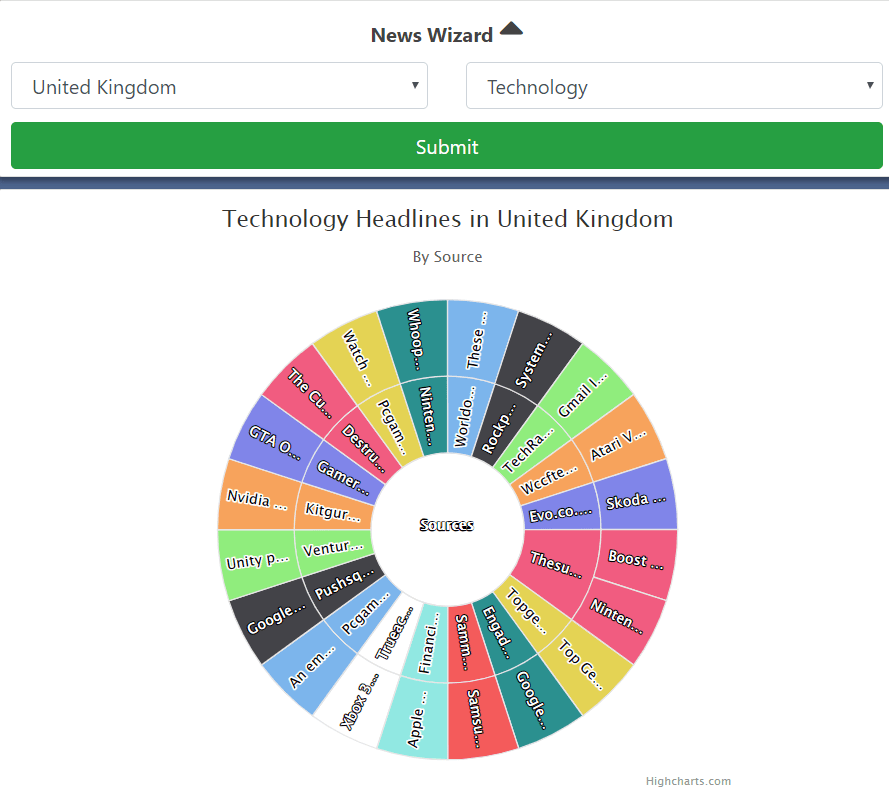 News Wizard
United Kingdom
Technology
Submit
Technology Headlines in United Kingdom
By Source
These ...
System...
Gmail I...
Atari V...
Skoda ...
Boost ...
Ninten...
Top Ge...
Google...
Samsu...
Apple ...
Xbox 3...
An em...
Google...
Unity p...
Nvidia ...
GTA O...
The Cu...
Watch ...
Whoop...
Worldo...
Rockp...
TechRa...
Wccfte...
Evo.co....
Thesu...
Topge...
Engad...
Samm...
Financi...
Trueac...
Pcgam...
Pushsq...
Ventur...
Kitgur...
Gamer...
Destru...
Pcgam...
Ninten...
Sources
Highcharts.com